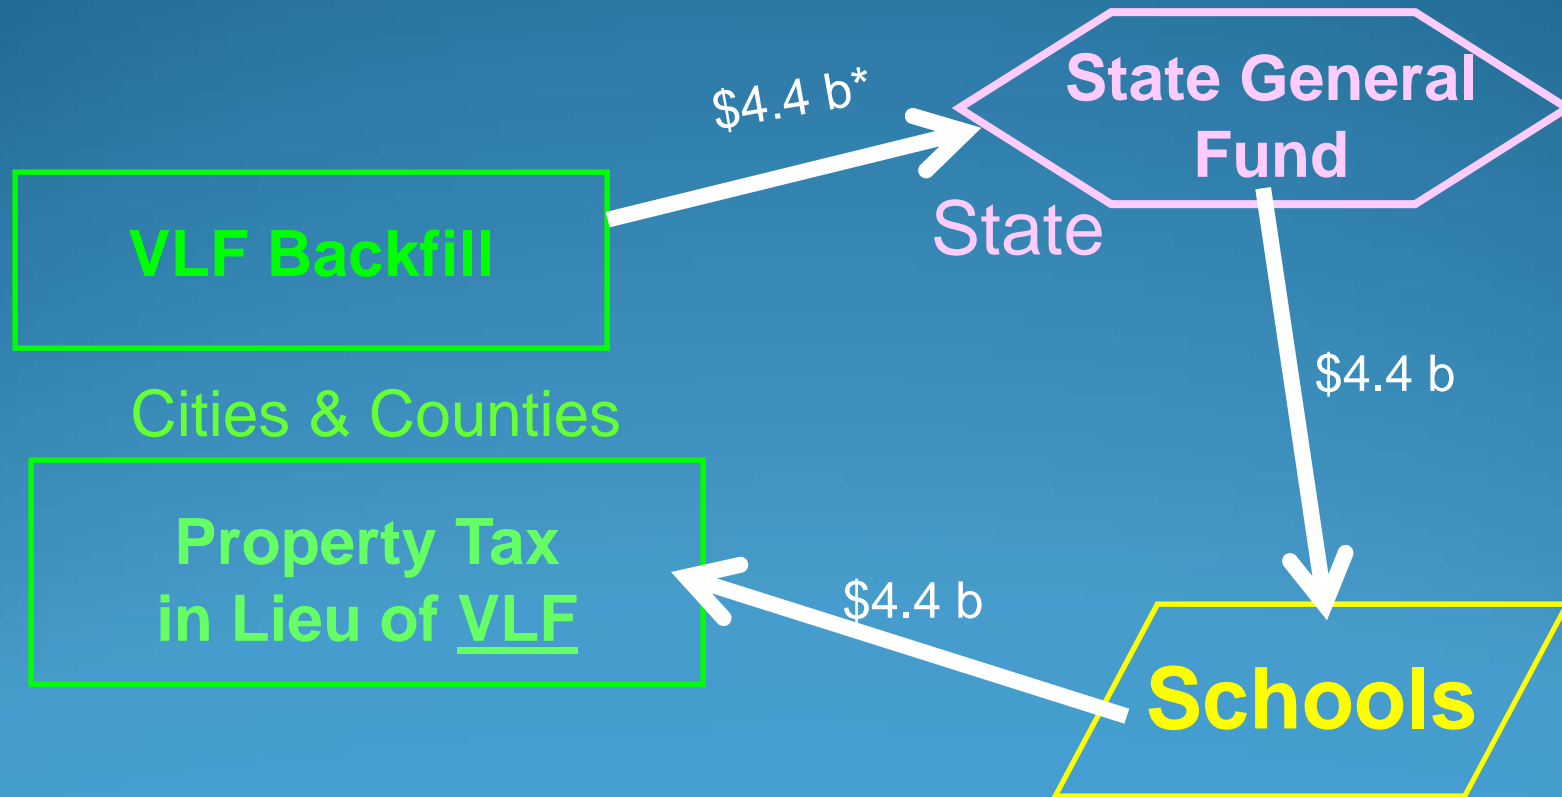 $4.4 b*
State General
Fund
VLF Backfill
State
$4.4 b
Cities & Counties
Property Tax
in Lieu of VLF
$4.4 b
Schools